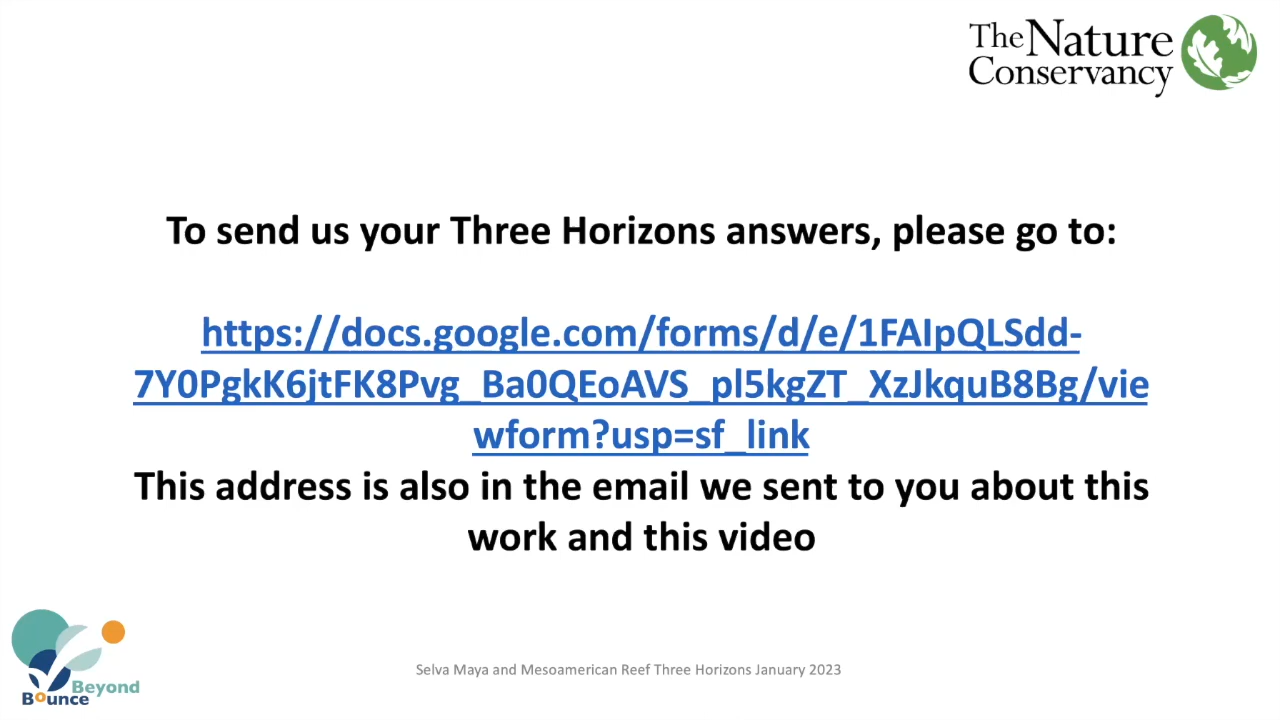 The Nature
Conservancy
To send us your Three Horizons answers, please go to:
https://docs.google.com/forms/d/e/1FAIpQLSdd-
7Y0PgkK6jtFK8Pvg_Ba0QEoAVS_pl5kgZT_XzJkquB8Bg/vie
wform?usp=sf_link
This address is also in the email we sent to you about this
work and this video
Selva Maya and Mesoamerican Reef Three Horizons January 2023
Beyond
Bounce